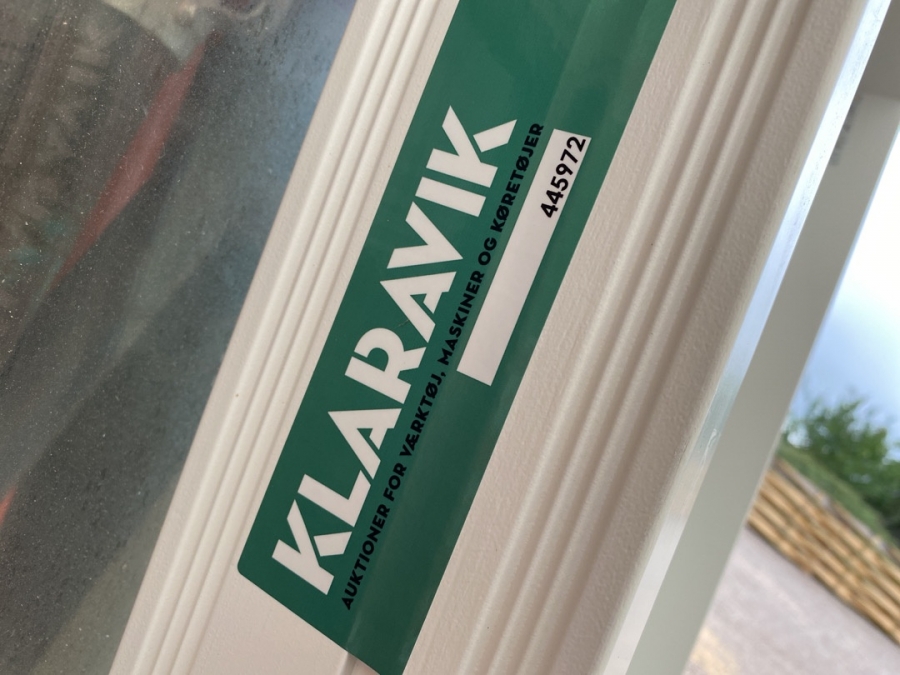 KLARAVIK
AUKTIONER FOR VÆRKTØJ, MASKINER OG KØRETØJER
445972